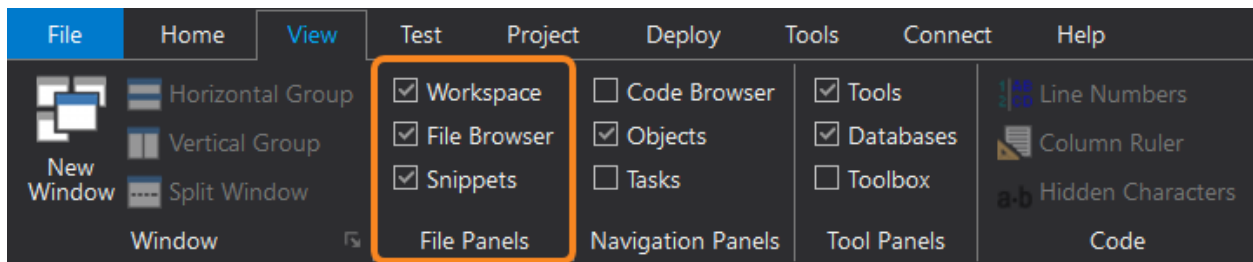 File Home View Test Project Deploy Tools Connect Help
New
Window
Horizontal Group
Vertical Group
Split Window
Window
Workspace
File Browser
Snippets
File Panels
Code Browser
Objects
Tasks
Navigation Panels
Tools
Databases
Toolbox
Tool Panels
Line Numbers
Column Ruler
a-b Hidden Characters
Code